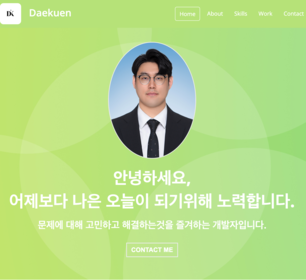 DK
Daekuen
Home
About
Skills
Work
Contact
안녕하세요,
어제보다 나은 오늘이 되기위해 노력합니다.
문제에 대해 고민하고 해결하는것을 즐겨하는 개발자입니다.
CONTACT ME